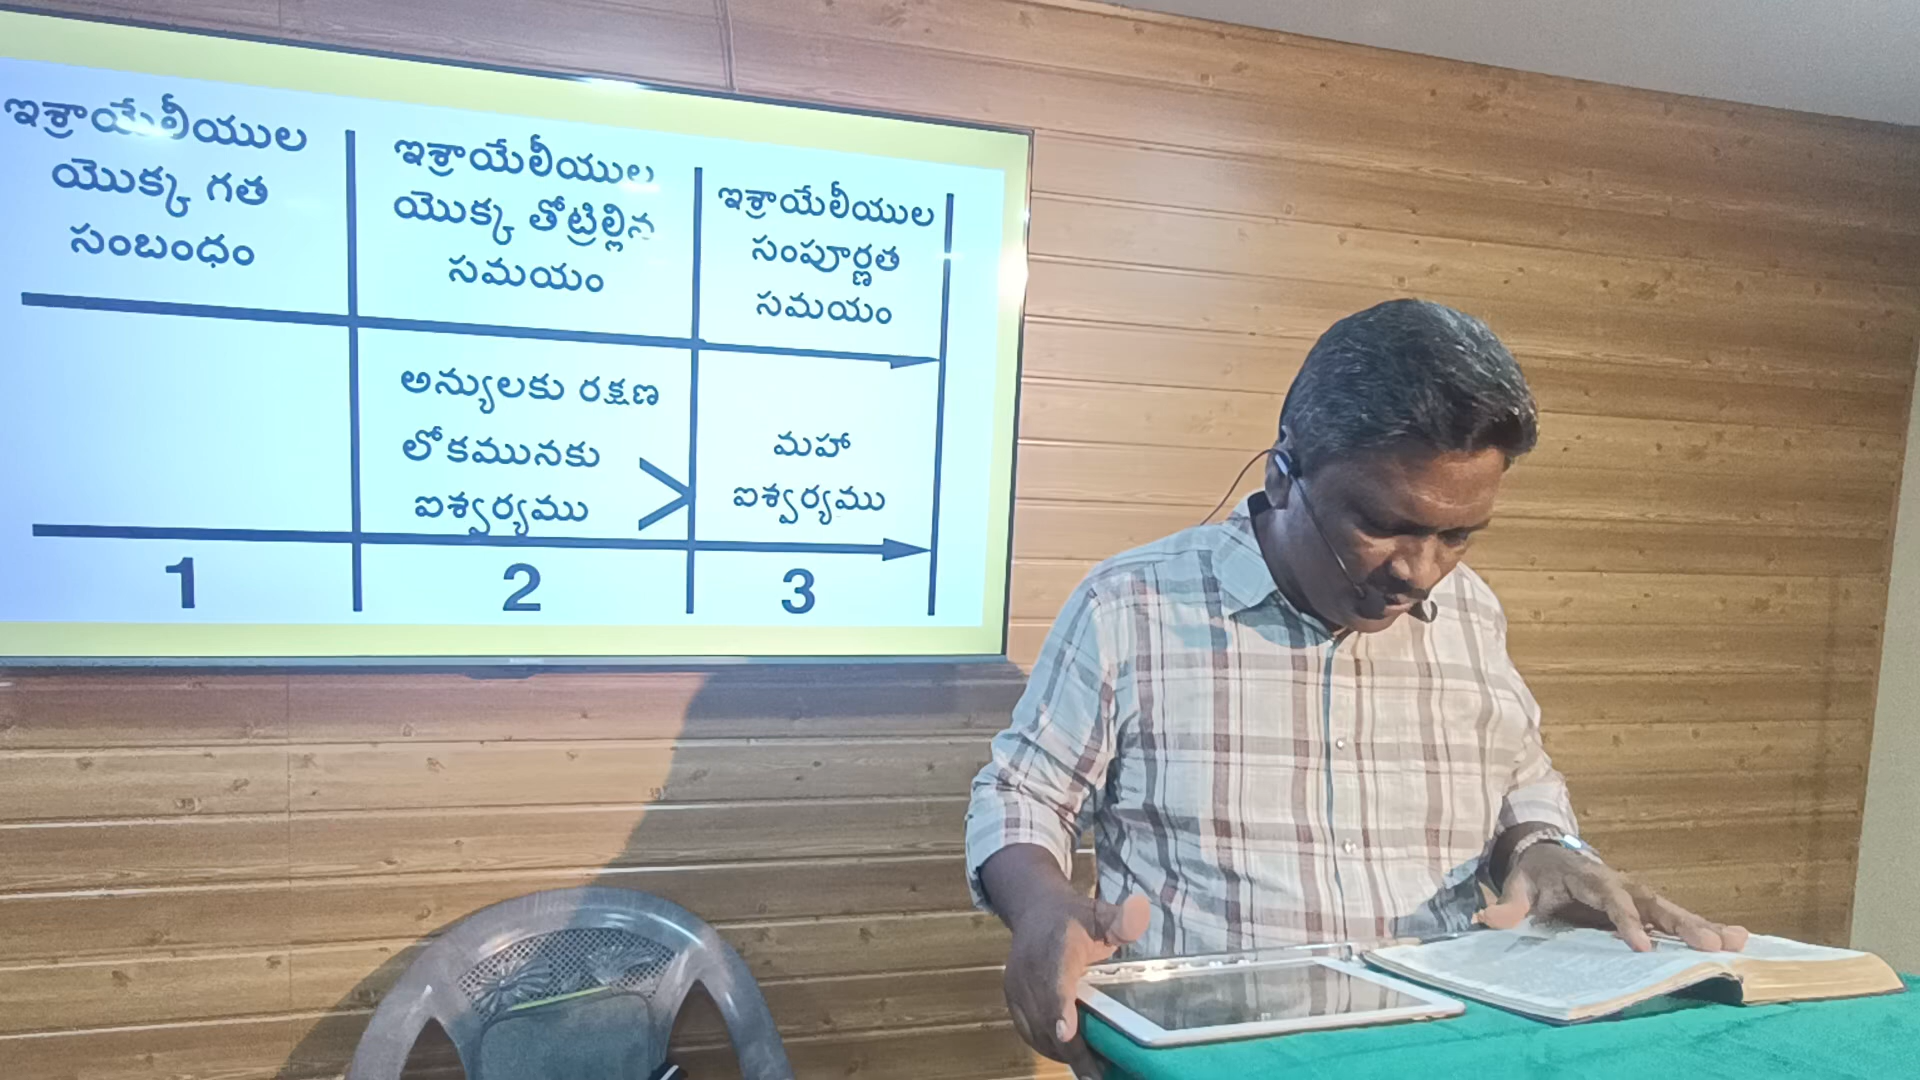 ఇశ్రాయేలీయుల
యొక్క గత
సంబంధం
ఇశ్రాయేలీయుల
యొక్క తోట్రిల్లిన
సమయం
ఇశ్రాయేలీయుల
సంపూర్ణత
సమయం
అన్యులకు రక్షణ
లోకమునకు
ఐశ్వర్యము
>
మహా
ఐశ్వర్యము
1
2
3